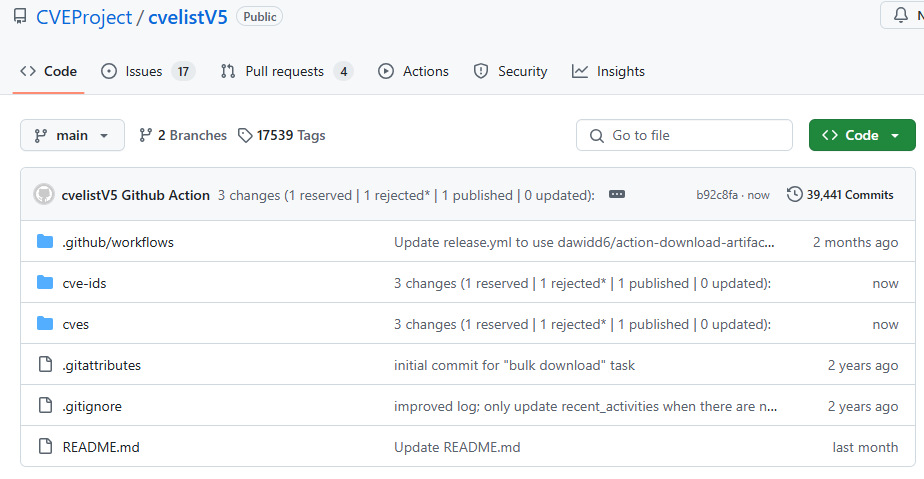 CVEProject / cvelistV5 Public N
Code Issues 17 Pull requests 4 Actions Security Insights
main 2 Branches 17539 Tags Go to file Code
cvelistV5 Github Action 3 changes (1 reserved | 1 rejected* | 1 published | 0 updated): b92c8fa · now 39,441 Commits
.github/workflows Update release.yml to use dawidd6/action-download-artifac... 2 months ago
cve-ids 3 changes (1 reserved | 1 rejected* | 1 published | 0 updated): now
cves 3 changes (1 reserved | 1 rejected* | 1 published | 0 updated): now
.gitattributes initial commit for "bulk download" task 2 years ago
.gitignore improved log; only update recent_activities when there are n... 2 years ago
README.md Update README.md last month